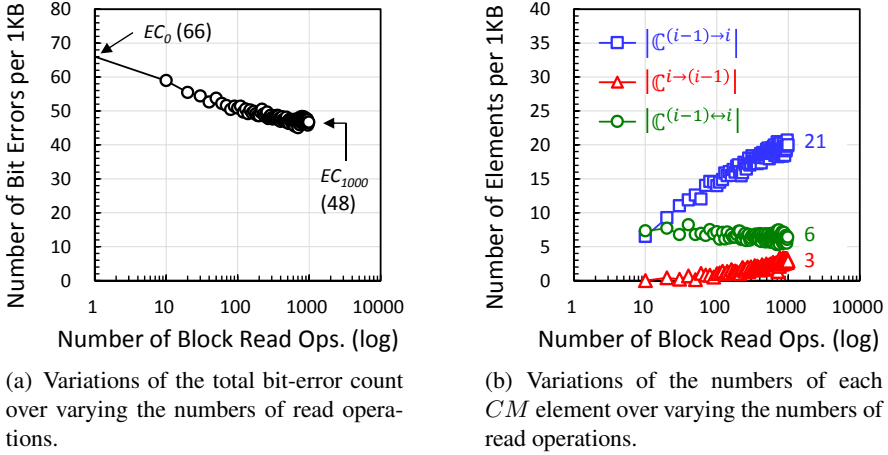 80
70
60
50
40
30
20
10
0
1
10
100
1000
10000
Number of Bit Errors per 1KB
Number of Block Read Ops. (log)
EC0 (66)
EC1000
(48)
(a) Variations of the total bit-error count
over varying the numbers of read opera-
tions.
40
35
30
25
20
15
10
5
0
1
10
100
1000
10000
Number of Elements per 1KB
Number of Block Read Ops. (log)
|ℂ^(i−1)→i|
|ℂ^i→(i−1)|
|ℂ^(i−1)↔i|
21
6
3
(b) Variations of the numbers of each
CM element over varying the numbers of
read operations.